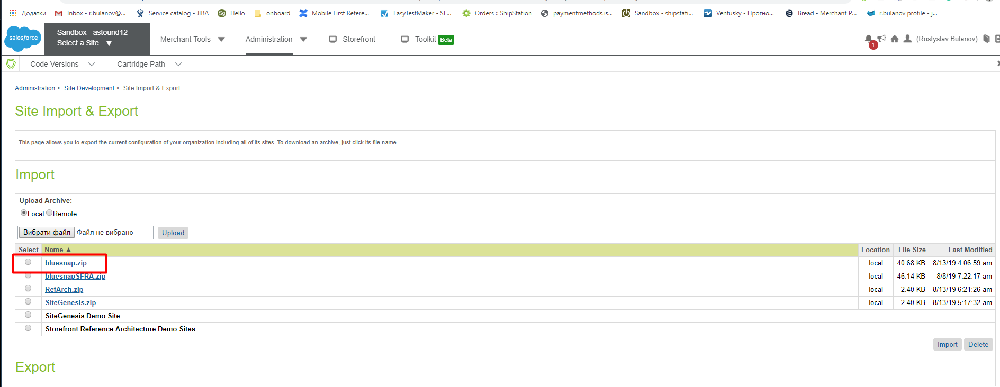 Додатки Inbox - r.bulanov@... Service catalog - JIRA Hello onboard Mobile First Refere... EasyTestMaker - SF... Orders :: ShipStation paymentmethods.is... Sandbox • shipstati... Ventusky - Прогно... Bread - Merchant P... r.bulanov profile - j...
salesforce
Sandbox - astound12
Select a Site ▼
Merchant Tools Administration Storefront Toolkit Beta
1 (Rostyslav Bulanov)
Code Versions Cartridge Path
Administration > Site Development > Site Import & Export
Site Import & Export
This page allows you to export the current configuration of your organization including all of its sites. To download an archive, just click its file name.
Import
Upload Archive:
Local Remote
Вибрати файл Файл не вибрано Upload
Select Name ▲ Location File Size Last Modified
bluesnap.zip local 40.68 KB 8/13/19 4:06:59 am
bluesnapSFRA.zip local 46.14 KB 8/8/19 7:22:17 am
RefArch.zip local 2.40 KB 8/13/19 6:21:26 am
SiteGenesis.zip local 2.40 KB 8/13/19 5:17:32 am
SiteGenesis Demo Site
Storefront Reference Architecture Demo Sites
Import Delete
Export